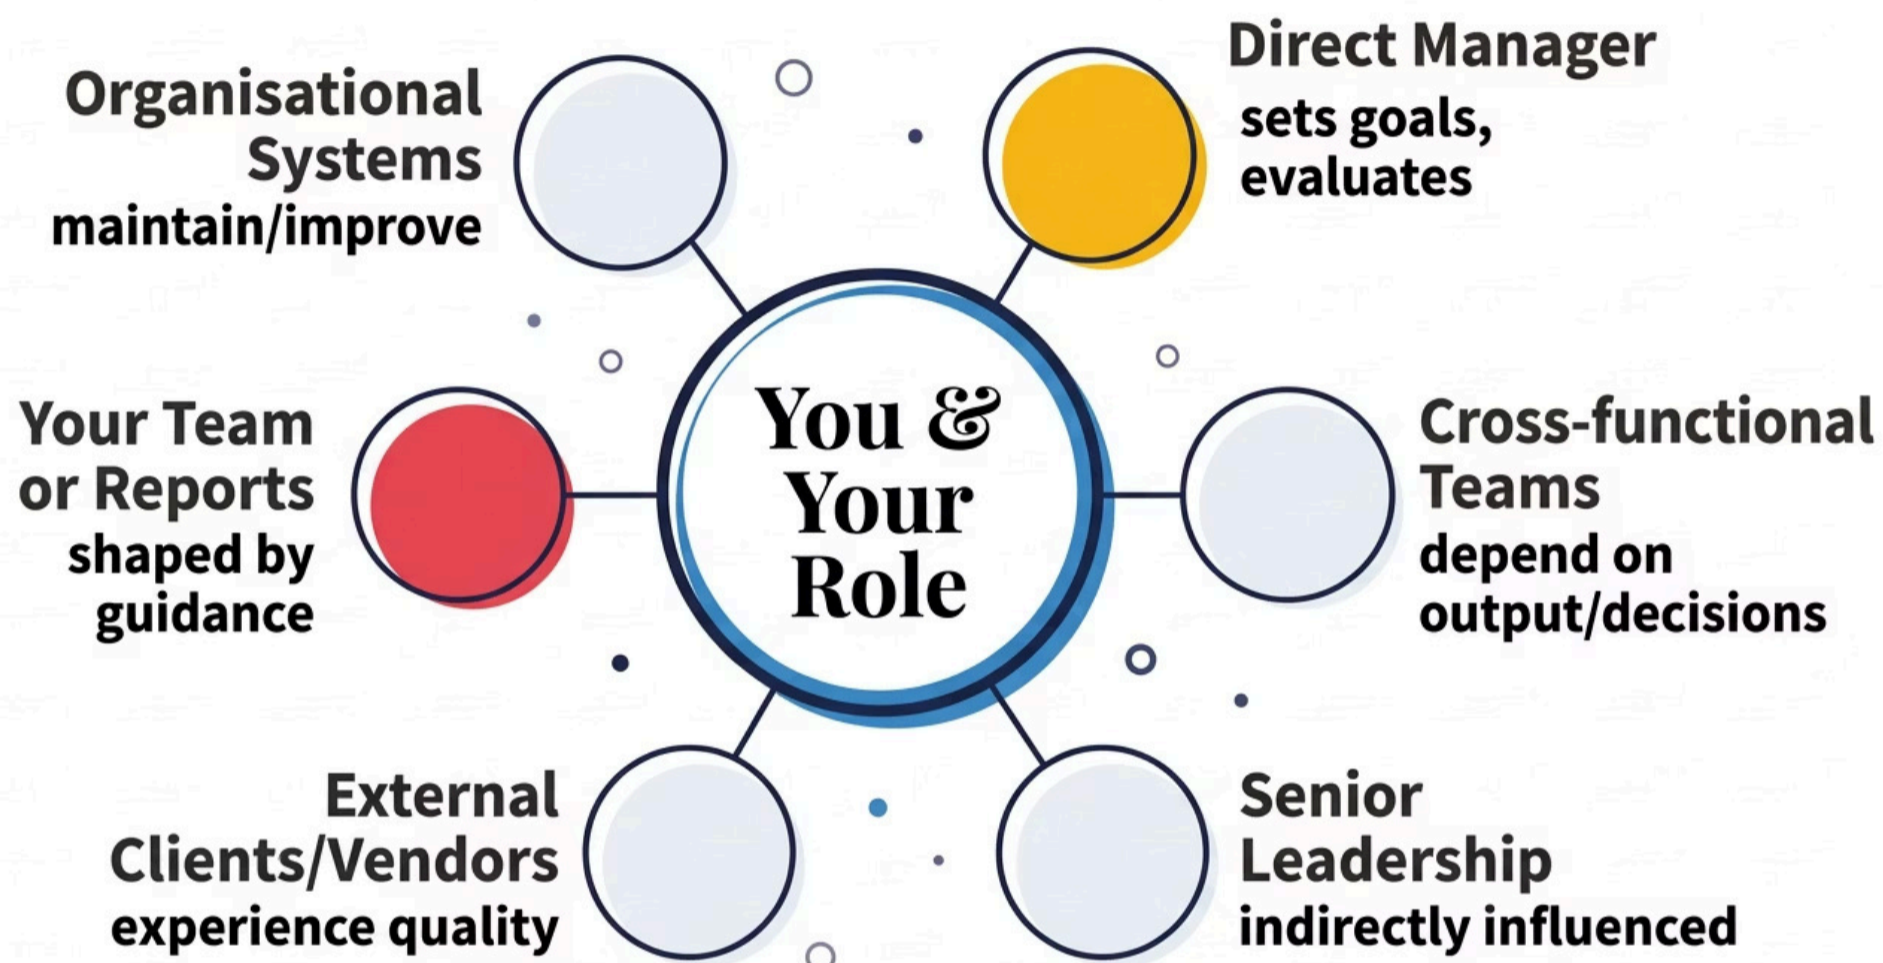 Organisational
Systems
maintain/improve
Direct Manager
sets goals,
evaluates
Your Team
or Reports
shaped by
guidance
You &
Your
Role
Cross-functional
Teams
depend on
output/decisions
External
Clients/Vendors
experience quality
Senior
Leadership
indirectly influenced